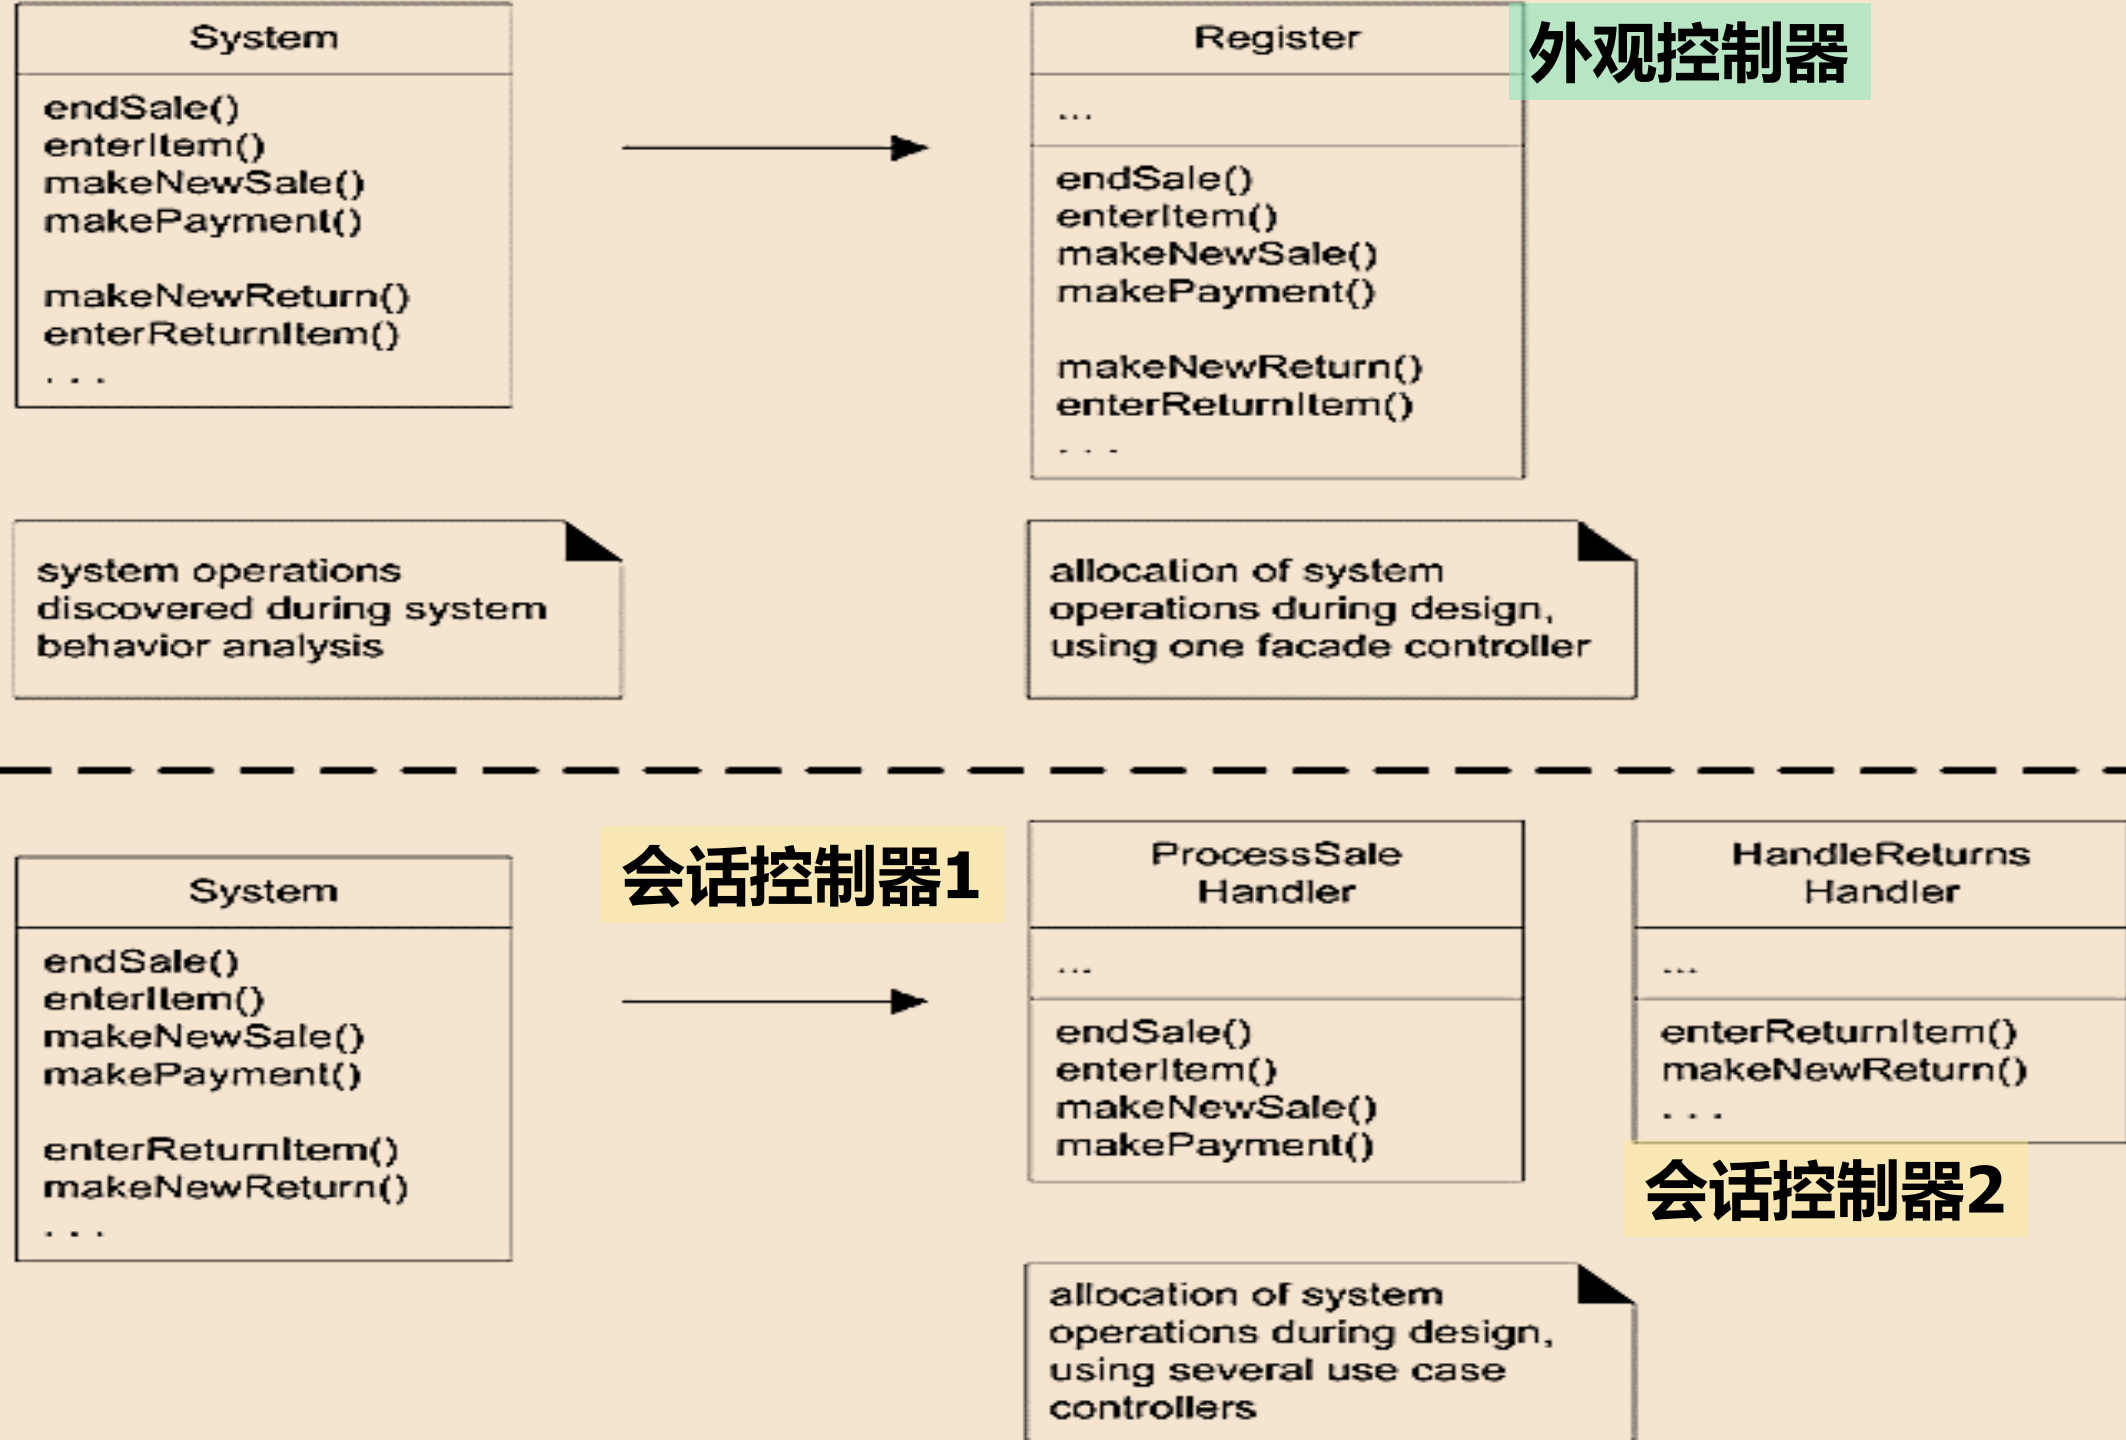 System
endSale()
enterItem()
makeNewSale()
makePayment()
makeNewReturn()
enterReturnItem()
. . .
Register
外观控制器
...
endSale()
enterItem()
makeNewSale()
makePayment()
makeNewReturn()
enterReturnItem()
. . .
system operations
discovered during system
behavior analysis
allocation of system
operations during design,
using one facade controller
System
endSale()
enterItem()
makeNewSale()
makePayment()
enterReturnItem()
makeNewReturn()
. . .
会话控制器1
ProcessSale
Handler
...
endSale()
enterItem()
makeNewSale()
makePayment()
HandleReturns
Handler
...
enterReturnItem()
makeNewReturn()
. . .
会话控制器2
allocation of system
operations during design,
using several use case
controllers